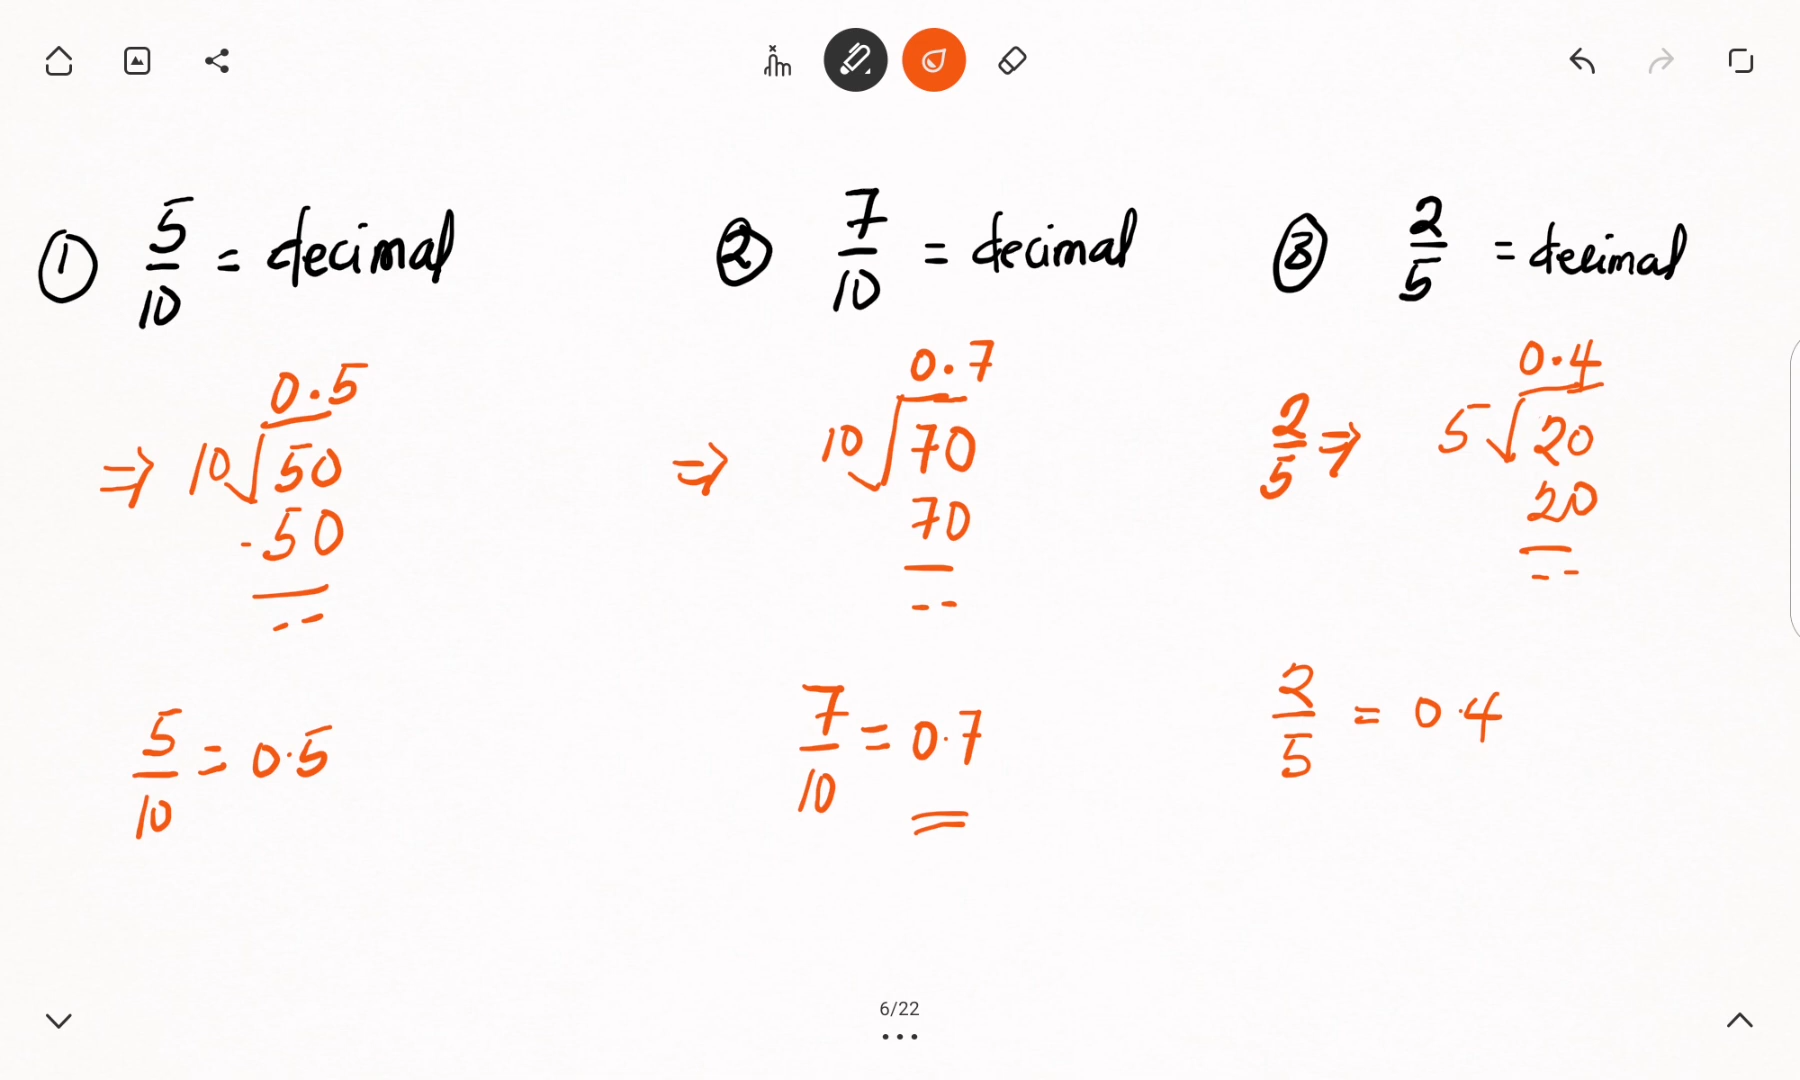 ① 5/10 = decimal
0.5
⇒ 10√50
-50
--
5/10 = 0.5
② 7/10 = decimal
0.7
⇒ 10√70
70
--
7/10 = 0.7
③ 2/5 = decimal
0.4
2/5 ⇒ 5√20
20
--
2/5 = 0.4
6/22